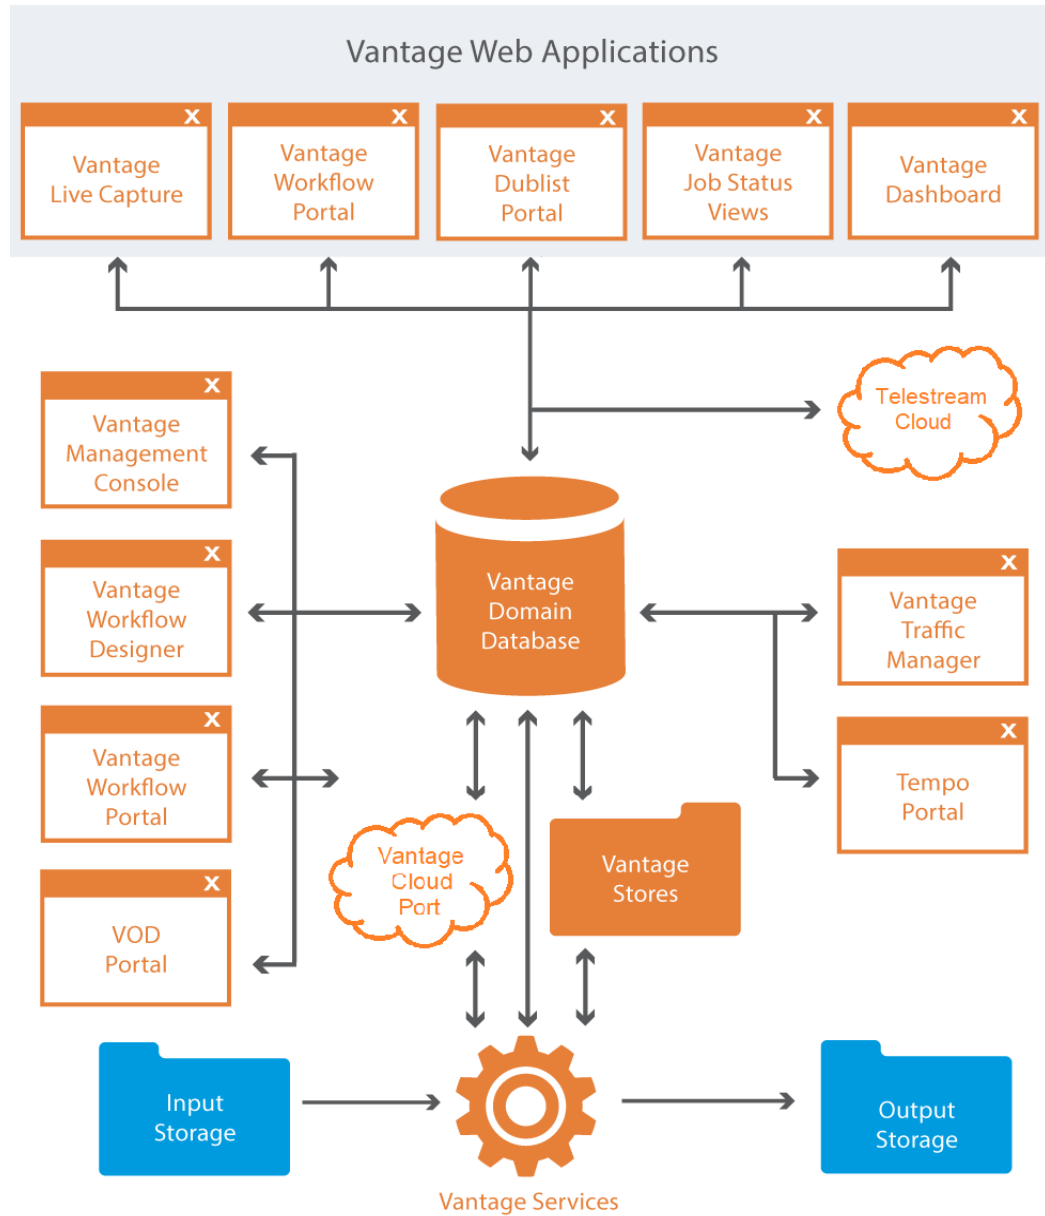 Vantage Web Applications
X
X
X
X
X
Vantage
Live Capture
Vantage
Workflow
Portal
Vantage
Dublist
Portal
Vantage
Job Status
Views
Vantage
Dashboard
Telestream
Cloud
X
Vantage
Management
Console
X
Vantage
Workflow
Designer
Vantage
Domain
Database
X
Vantage
Traffic
Manager
X
Vantage
Workflow
Portal
X
Tempo
Portal
Vantage
Cloud
Port
Vantage
Stores
X
VOD
Portal
Input
Storage
Output
Storage
Vantage Services